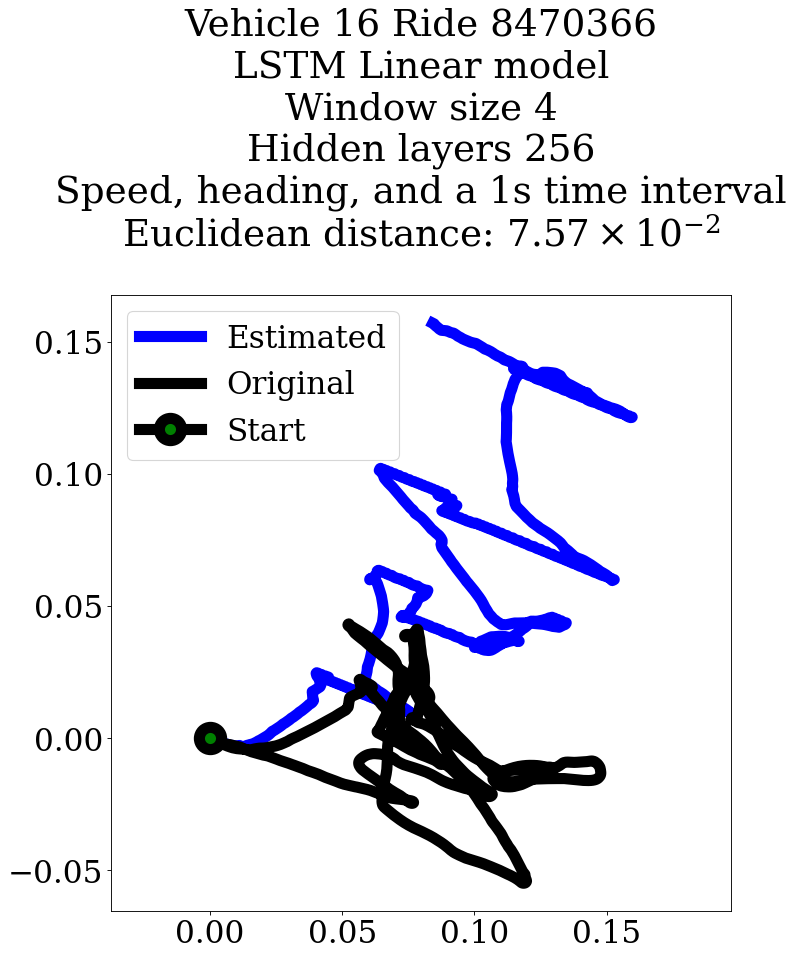 Vehicle 16 Ride 8470366
LSTM Linear model
Window size 4
Hidden layers 256
Speed, heading, and a 1s time interval
Euclidean distance: 7.57 × 10⁻²
Estimated
Original
Start
0.15
0.10
0.05
0.00
−0.05
0.00 0.05 0.10 0.15